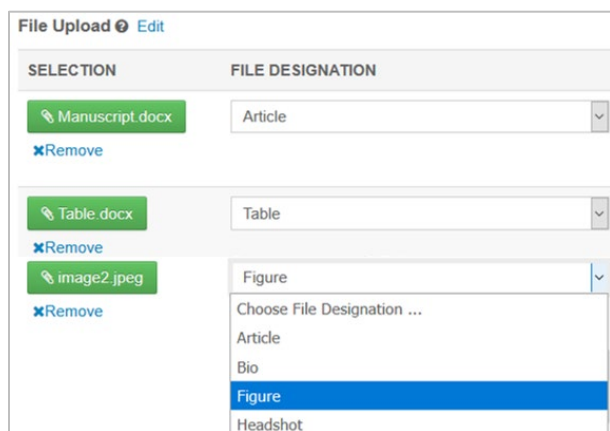 File Upload Edit
SELECTION FILE DESIGNATION
Manuscript.docx Article
Remove
Table.docx Table
Remove
image2.jpeg Figure
Remove Choose File Designation ...
Article
Bio
Figure
Headshot